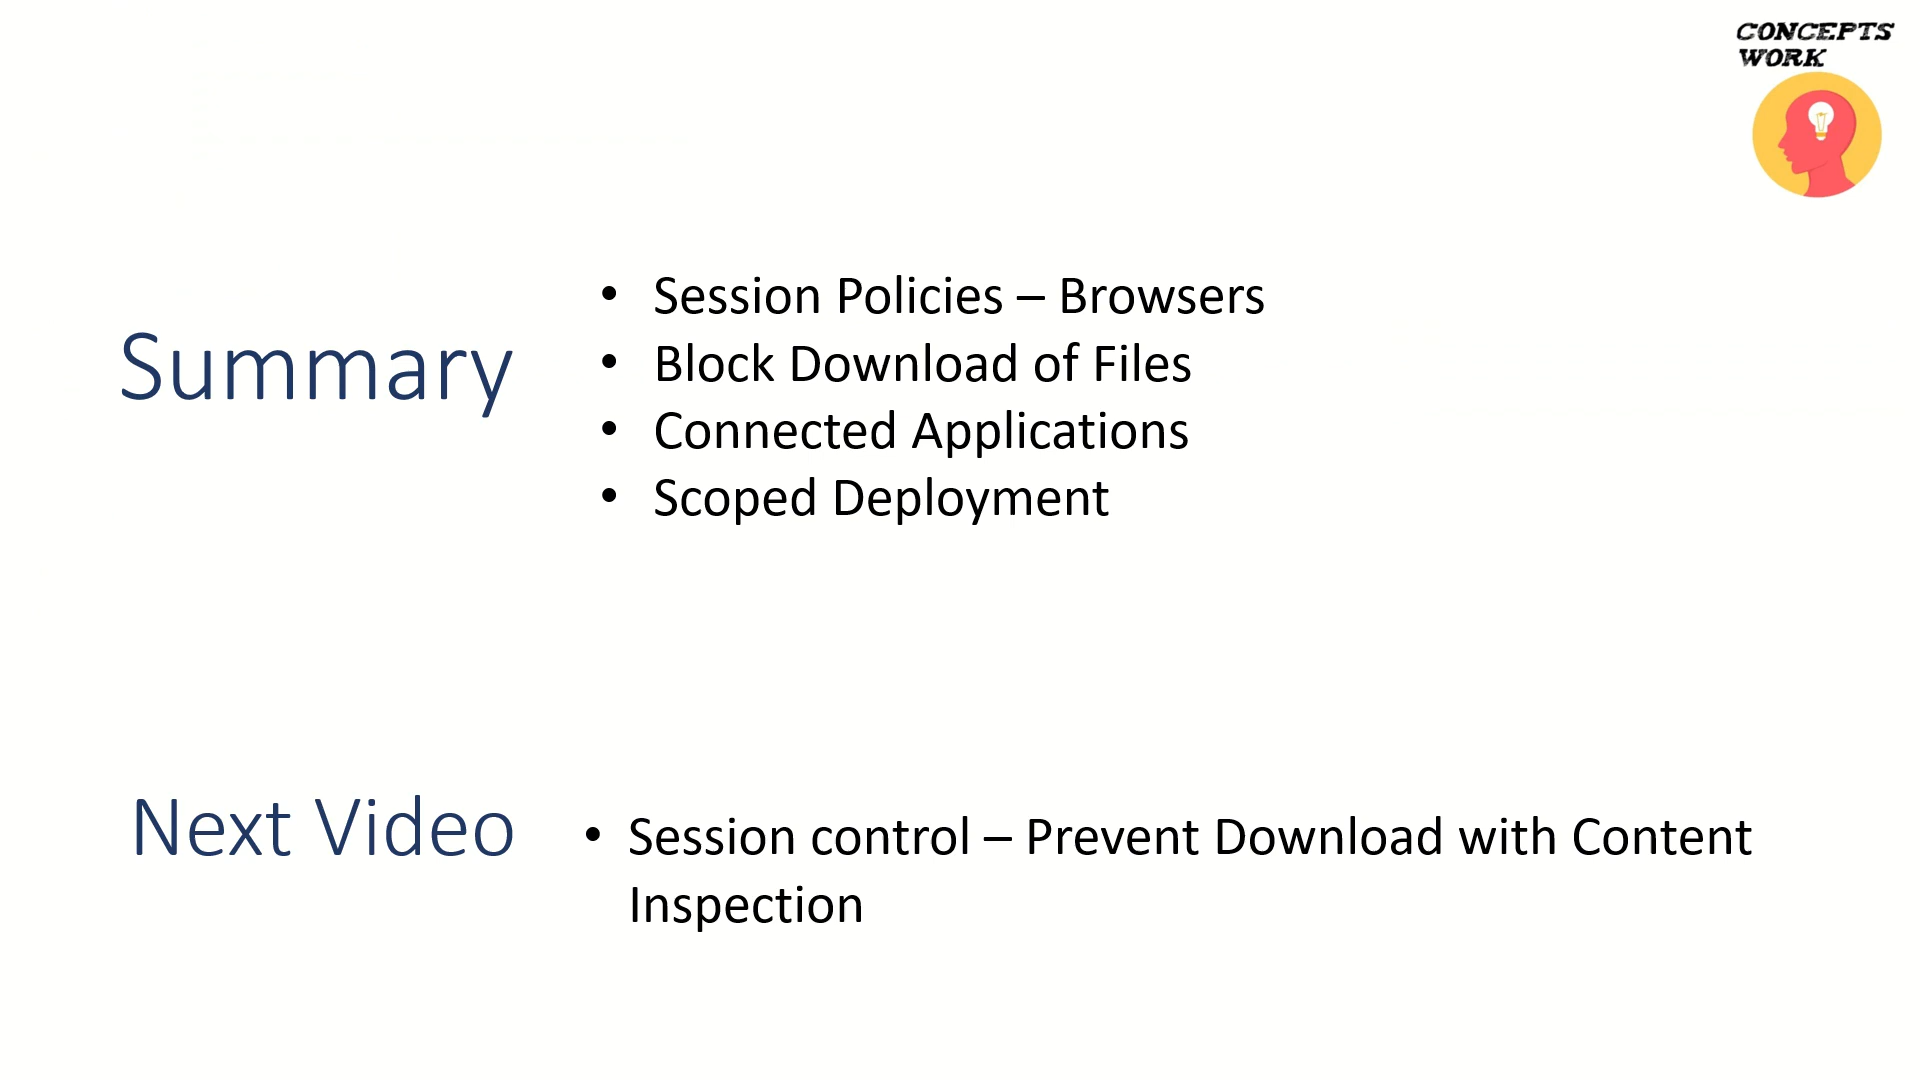 CONCEPTS
WORK
Summary
• Session Policies – Browsers
• Block Download of Files
• Connected Applications
• Scoped Deployment
Next Video
• Session control – Prevent Download with Content
Inspection